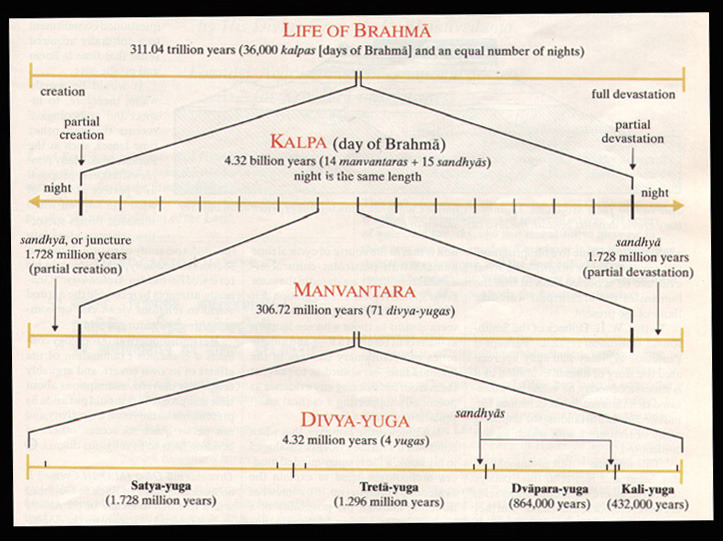 LIFE OF BRAHMĀ
311.04 trillion years (36,000 kalpas [days of Brahmā] and an equal number of nights)
creation
full devastation
partial
creation
partial
devastation
KALPA (day of Brahmā)
4.32 billion years (14 manvantaras + 15 sandhyās)
night is the same length
night
night
sandhyā, or juncture
1.728 million years
(partial creation)
sandhyā
1.728 million years
(partial devastation)
MANVANTARA
306.72 million years (71 divya-yugas)
DIVYA-YUGA
4.32 million years (4 yugas)
sandhyās
Satya-yuga
(1.728 million years)
Tretā-yuga
(1.296 million years)
Dvāpara-yuga
(864,000 years)
Kali-yuga
(432,000 years)